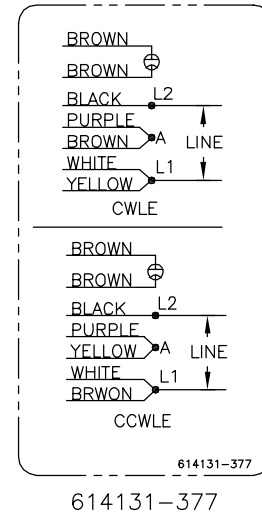 BROWN
BROWN
BLACK L2
PURPLE
BROWN A LINE
WHITE L1
YELLOW
CWLE
BROWN
BROWN
BLACK L2
PURPLE
YELLOW A LINE
WHITE L1
BRWON
CCWLE
614131-377
614131-377